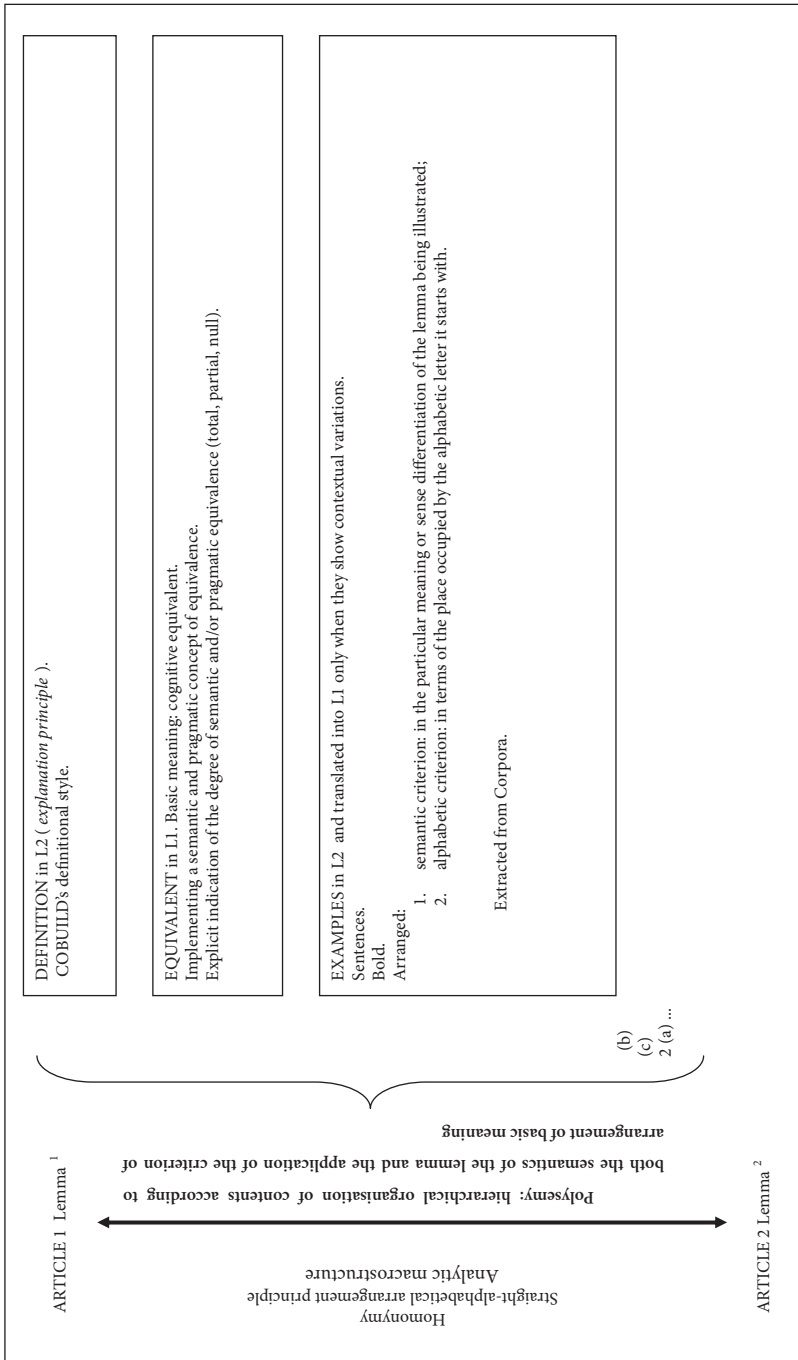 ARTICLE 1 Lemma 1
Homonymy
Straight-alphabetical arrangement principle
Analytic macrostructure
Polysemy: hierarchical organisation of contents according to
both the semantics of the lemma and the application of the criterion of
arrangement of basic meaning
DEFINITION in L2 ( explanation principle ).
COBUILD's definitional style.
EQUIVALENT in L1. Basic meaning: cognitive equivalent.
Implementing a semantic and pragmatic concept of equivalence.
Explicit indication of the degree of semantic and/or pragmatic equivalence (total, partial, null).
EXAMPLES in L2 and translated into L1 only when they show contextual variations.
Sentences.
Bold.
Arranged:
1. semantic criterion: in the particular meaning or sense differentiation of the lemma being illustrated;
2. alphabetic criterion: in terms of the place occupied by the alphabetic letter it starts with.
Extracted from Corpora.
(b)
(c)
2 (a) ...
ARTICLE 2 Lemma 2